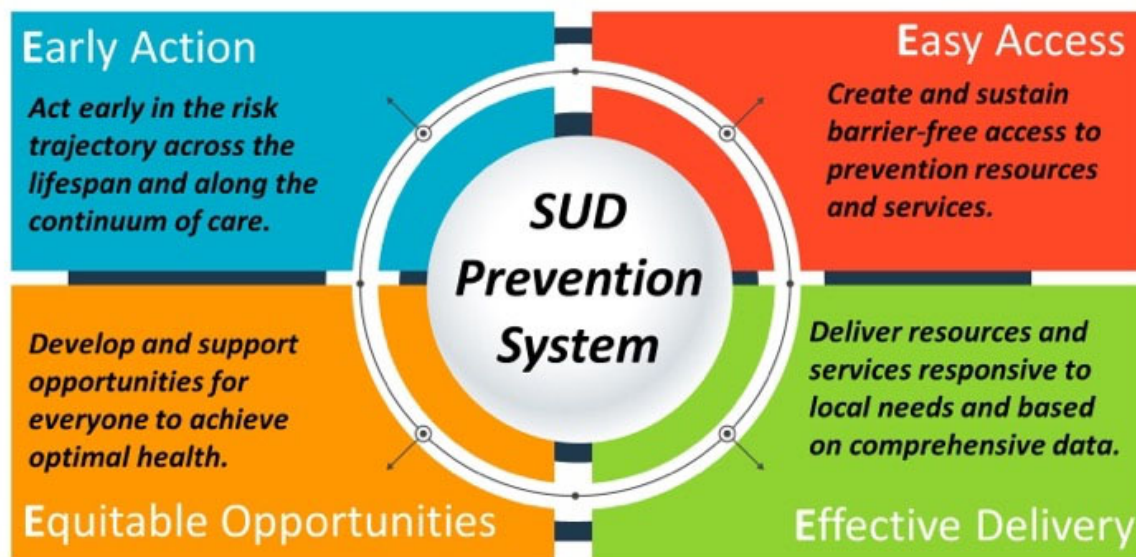 Early Action
Act early in the risk
trajectory across the
lifespan and along the
continuum of care.
Easy Access
Create and sustain
barrier-free access to
prevention resources
and services.
SUD
Prevention
System
Develop and support
opportunities for
everyone to achieve
optimal health.
Equitable Opportunities
Deliver resources and
services responsive to
local needs and based
on comprehensive data.
Effective Delivery